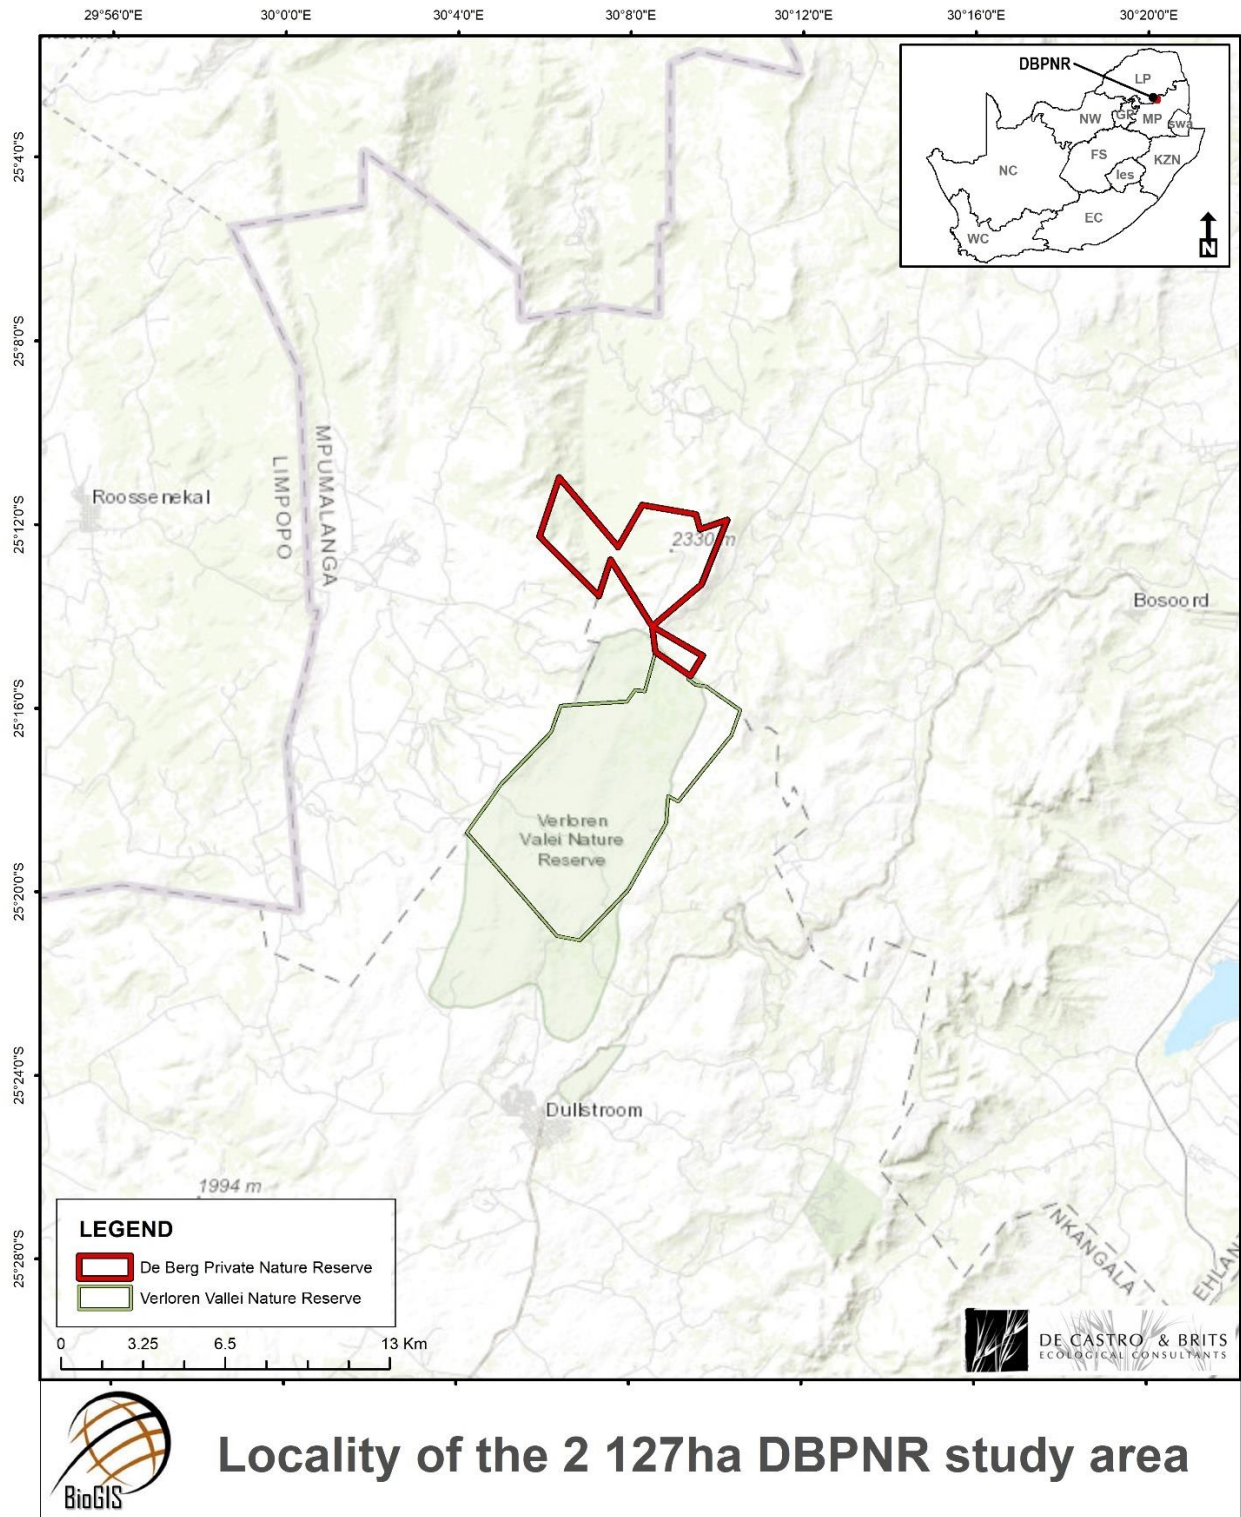 29°56'0"E
30°0'0"E
30°4'0"E
30°8'0"E
30°12'0"E
30°16'0"E
30°20'0"E
25°4'0"S
25°8'0"S
25°12'0"S
25°16'0"S
25°20'0"S
25°24'0"S
25°28'0"S
DBPNR
LP
NW
GP
MP
swa
FS
KZN
NC
les
EC
WC
N
MPUMALANGA
LIMPOPO
Roossenekal
2330 m
Bosoord
Verloren
Valei Nature
Reserve
Dullstroom
1994 m
NKANGALA
LEGEND
De Berg Private Nature Reserve
Verloren Vallei Nature Reserve
0 3.25 6.5 13 Km
DE CASTRO & BRITS
ECOLOGICAL CONSULTANTS
BioGIS
Locality of the 2 127ha DBPNR study area